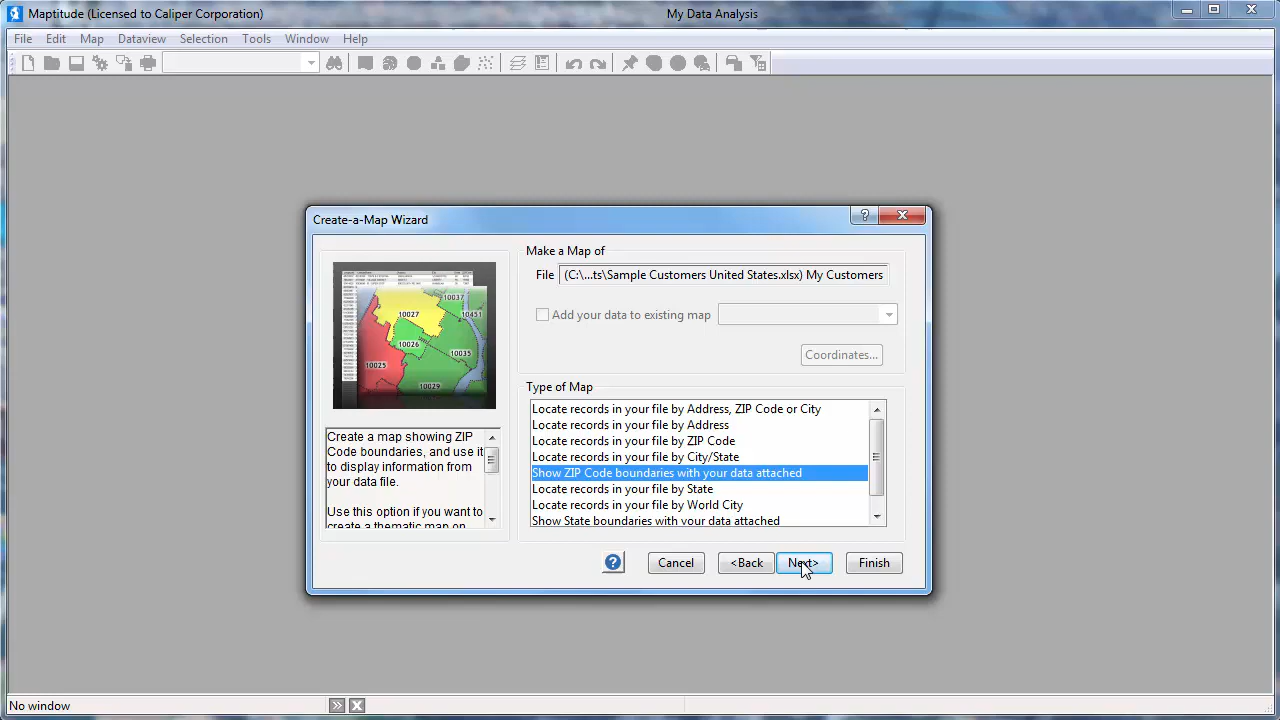 Maptitude (Licensed to Caliper Corporation)
My Data Analysis
File Edit Map Dataview Selection Tools Window Help
Create-a-Map Wizard
Make a Map of
File (C:\...ts\Sample Customers United States.xlsx) My Customers
Add your data to existing map
Coordinates...
10037
10027
10451
10026
10035
10025
10029
Type of Map
Locate records in your file by Address, ZIP Code or City
Locate records in your file by Address
Locate records in your file by ZIP Code
Locate records in your file by City/State
Show ZIP Code boundaries with your data attached
Locate records in your file by State
Locate records in your file by World City
Show State boundaries with your data attached
Create a map showing ZIP
Code boundaries, and use it
to display information from
your data file.
Use this option if you want to
create a thematic map on
Cancel <Back Next> Finish
No window